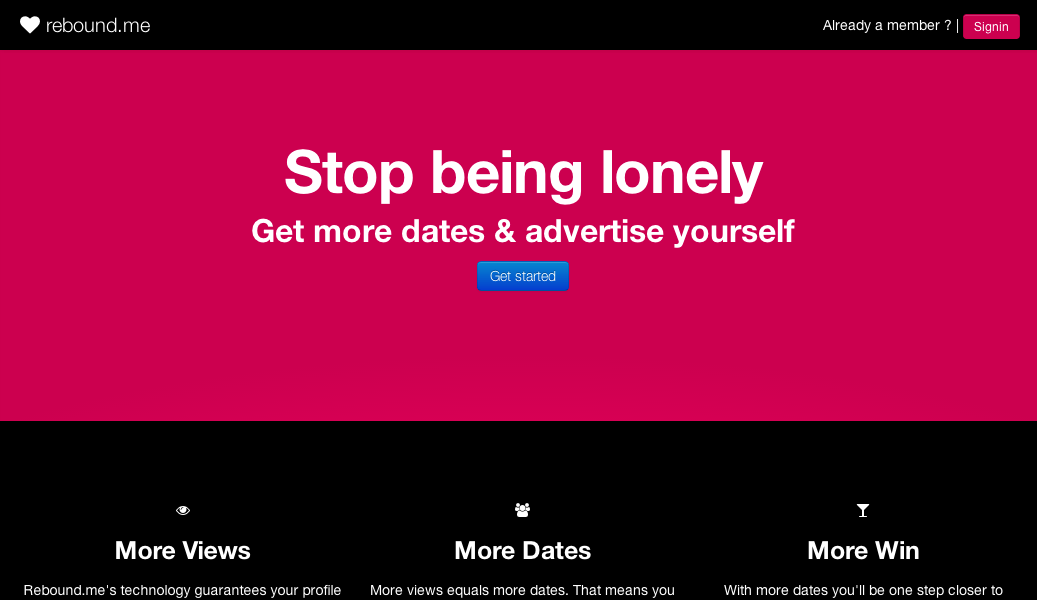 rebound.me
Already a member ? | Signin
Stop being lonely
Get more dates & advertise yourself
Get started
More Views
More Dates
More Win
Rebound.me's technology guarantees your profile
More views equals more dates. That means you
With more dates you'll be one step closer to